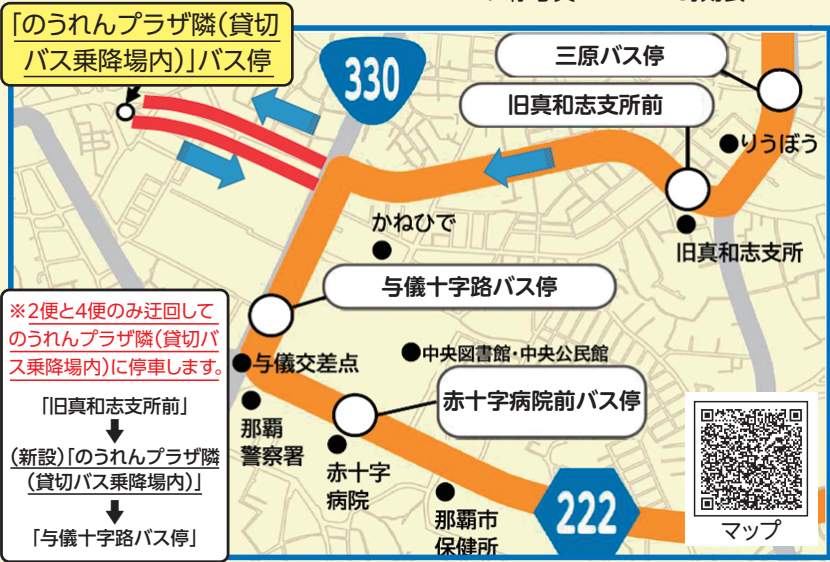 「のうれんプラザ隣(貸切
バス乗降場内)」バス停
330
三原バス停
旧真和志支所前
りうぼう
旧真和志支所
かねひで
与儀十字路バス停
与儀交差点
中央図書館・中央公民館
赤十字病院前バス停
那覇
警察署
赤十字
病院
那覇市
保健所
222
マップ
※2便と4便のみ迂回して
のうれんプラザ隣(貸切バ
ス乗降場内)に停車します。
「旧真和志支所前」
(新設)「のうれんプラザ隣
(貸切バス乗降場内)」
「与儀十字路バス停」